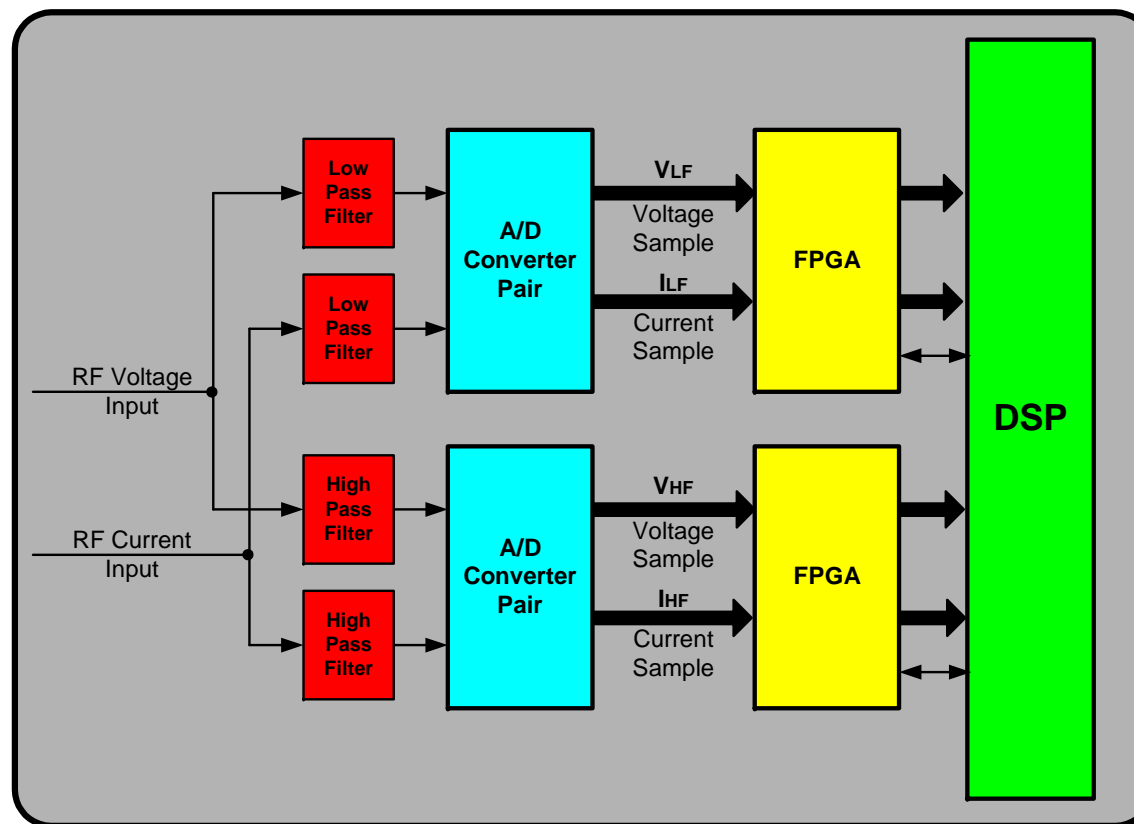 RF Voltage
Input
RF Current
Input
Low
Pass
Filter
Low
Pass
Filter
High
Pass
Filter
High
Pass
Filter
A/D
Converter
Pair
A/D
Converter
Pair
VLF
Voltage
Sample
ILF
Current
Sample
VHF
Voltage
Sample
IHF
Current
Sample
FPGA
FPGA
DSP